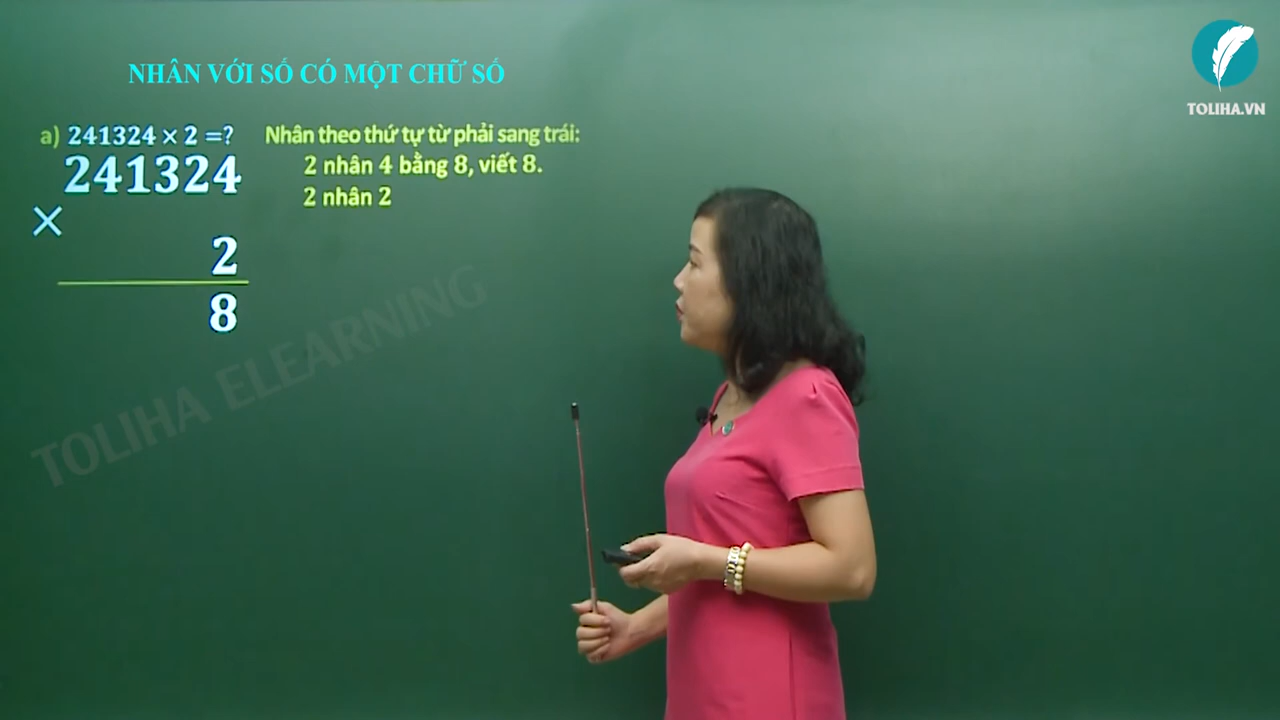 NHÂN VỚI SỐ CÓ MỘT CHỮ SỐ
TOLIHA.VN
a) 241324 × 2 =?
241324
×
2
8
Nhân theo thứ tự từ phải sang trái:
2 nhân 4 bằng 8, viết 8.
2 nhân 2
TOLIHA ELEARNING